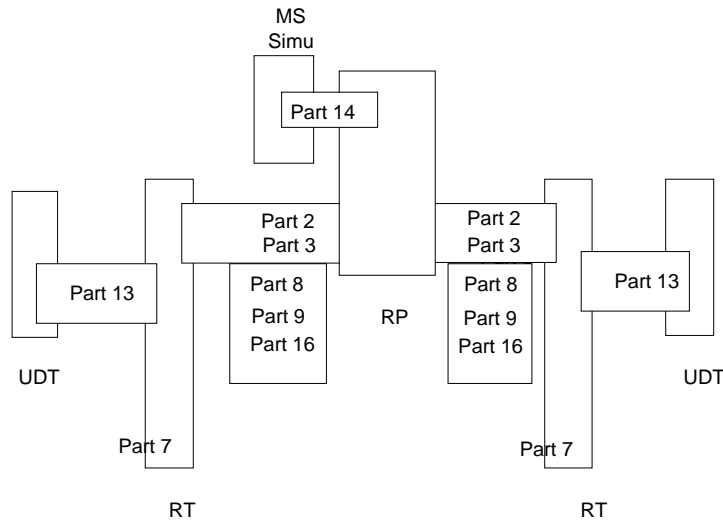 MS
Simu
Part 14
Part 2
Part 3
Part 2
Part 3
Part 13
Part 13
Part 8
Part 9
Part 16
RP
Part 8
Part 9
Part 16
UDT
UDT
Part 7
Part 7
RT
RT